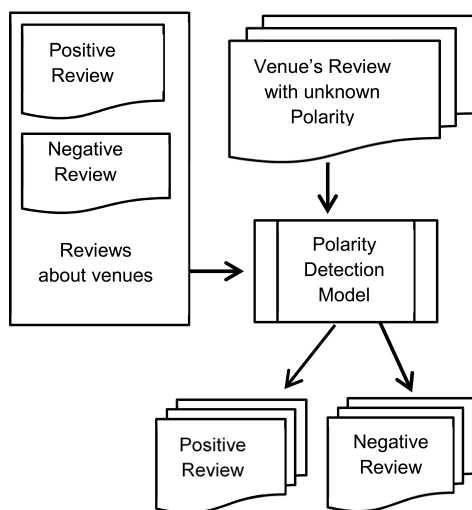 Positive
Review
Negative
Review
Reviews
about venues
Venue's Review
with unknown
Polarity
Polarity
Detection
Model
Positive
Review
Negative
Review